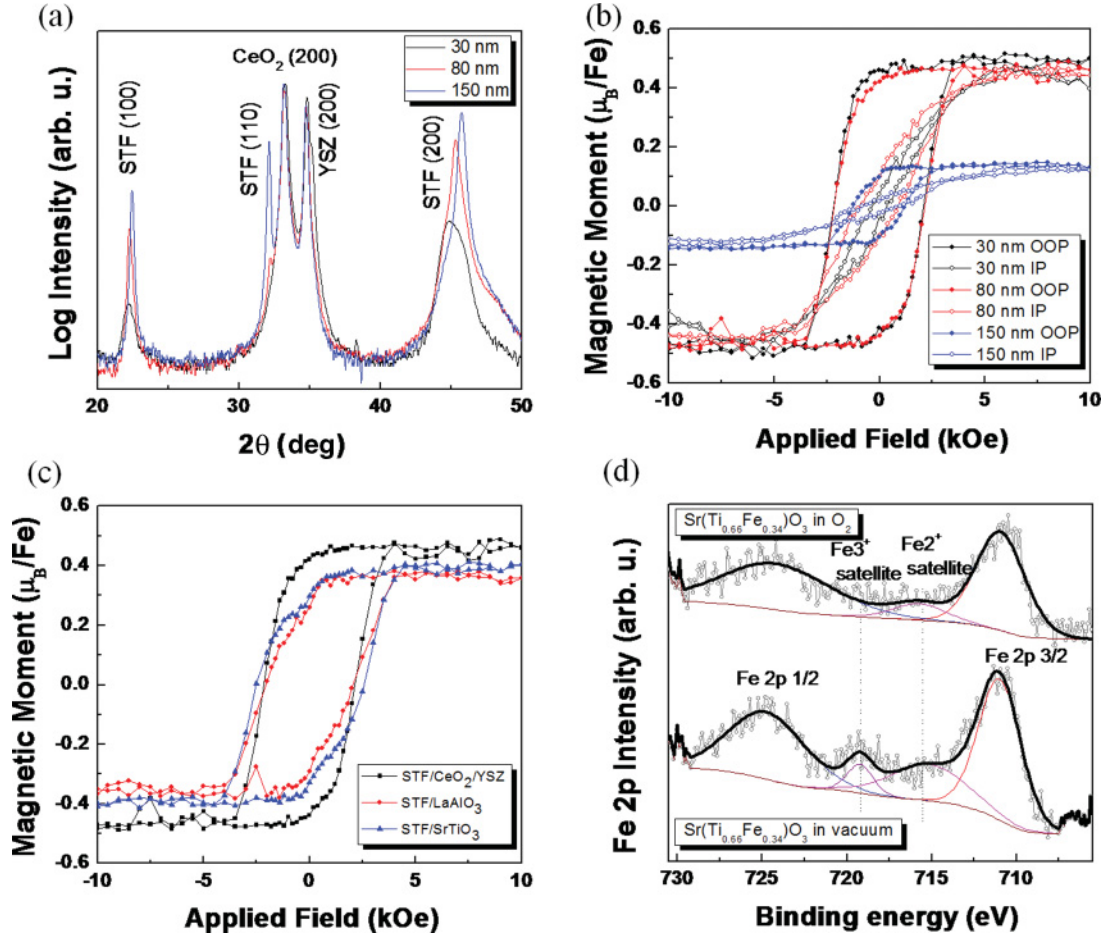 (a)
Log Intensity (arb. u.)
STF (100)
STF (110)
CeO2 (200)
YSZ (200)
STF (200)
30 nm
80 nm
150 nm
20
30
40
50
2θ (deg)
(b)
Magnetic Moment (μB/Fe)
0.6
0.4
0.2
0.0
-0.2
-0.4
-0.6
30 nm OOP
30 nm IP
80 nm OOP
80 nm IP
150 nm OOP
150 nm IP
-10
-5
0
5
10
Applied Field (kOe)
(c)
Magnetic Moment (μB/Fe)
0.6
0.4
0.2
0.0
-0.2
-0.4
-0.6
STF/CeO2/YSZ
STF/LaAlO3
STF/SrTiO3
-10
-5
0
5
10
Applied Field (kOe)
(d)
Fe 2p Intensity (arb. u.)
Sr(Ti0.66Fe0.34)O3 in O2
Fe3+
satellite
Fe2+
satellite
Fe 2p 1/2
Fe 2p 3/2
Sr(Ti0.66Fe0.34)O3 in vacuum
730
725
720
715
710
Binding energy (eV)